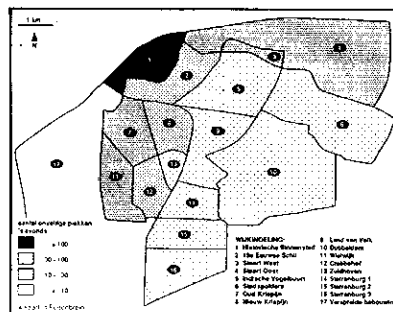 1 km
N
aantal onveilige plekken
's avonds
> 100
30 - 100
10 - 30
< 10
WIJKINDELING:
1 Historische Binnenstad
2 19e Eeuwse Schil
3 Staart West
4 Staart Oost
5 Indische Vogelbuurt
6 Stadspolders
7 Oud Krispijn
8 Nieuw Krispijn
9 Land van Valk
10 Dubbeldam
11 Wielwijk
12 Crabbehof
13 Zuidhoven
14 Sterrenburg 1
15 Sterrenburg 2
16 Sterrenburg 3
17 Verspreide bebouwing